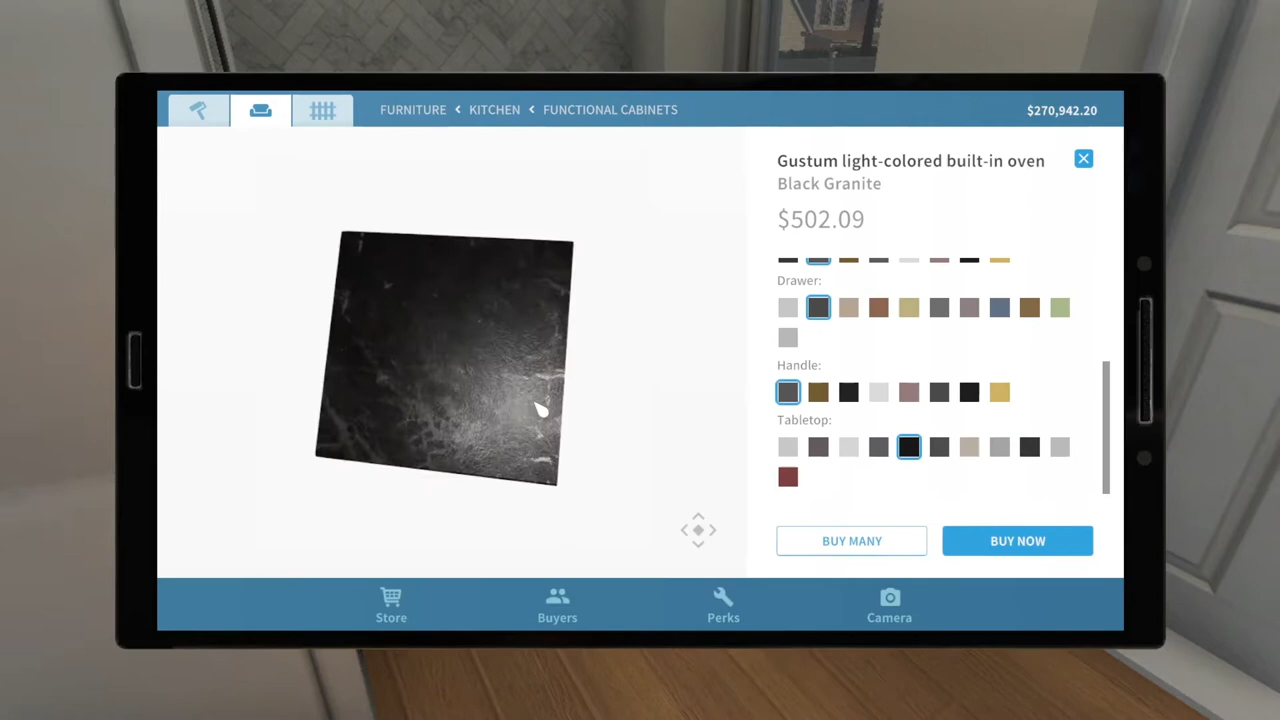 FURNITURE < KITCHEN < FUNCTIONAL CABINETS
$270,942.20
Gustum light-colored built-in oven
Black Granite
$502.09
Drawer:
Handle:
Tabletop:
BUY MANY
BUY NOW
Store
Buyers
Perks
Camera